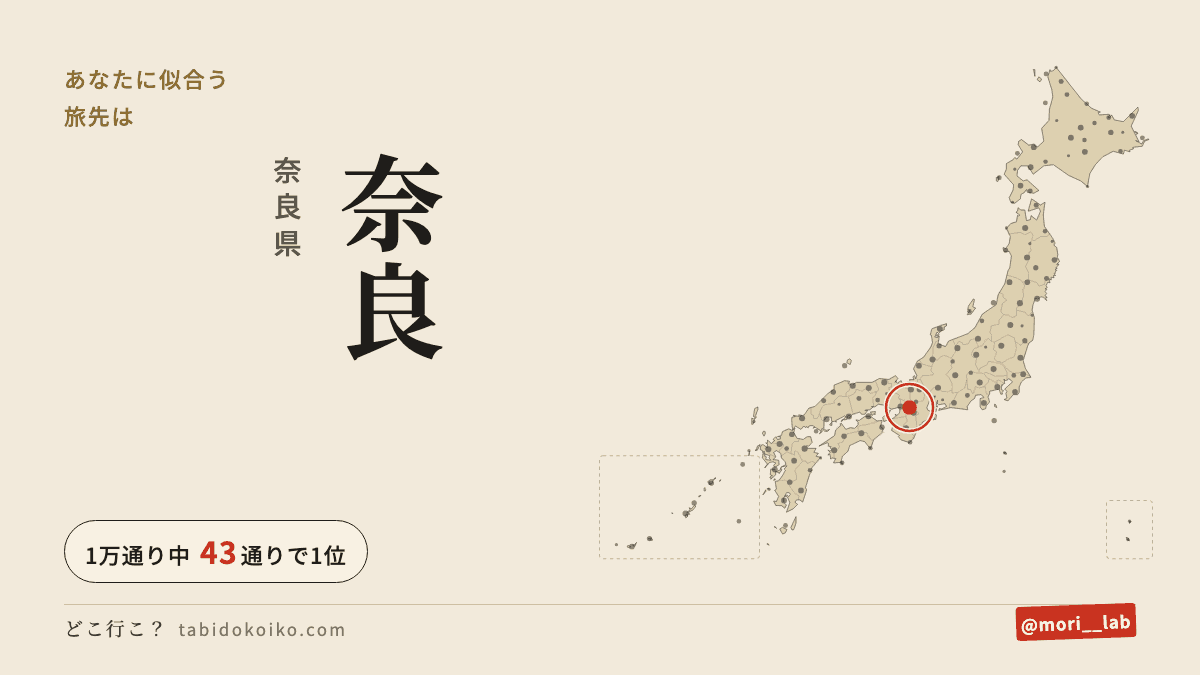 あなたに似合う
旅先は
奈良
奈良県
1万通り中 43通りで1位
どこ行こ？ tabidokoiko.com
@mori__lab